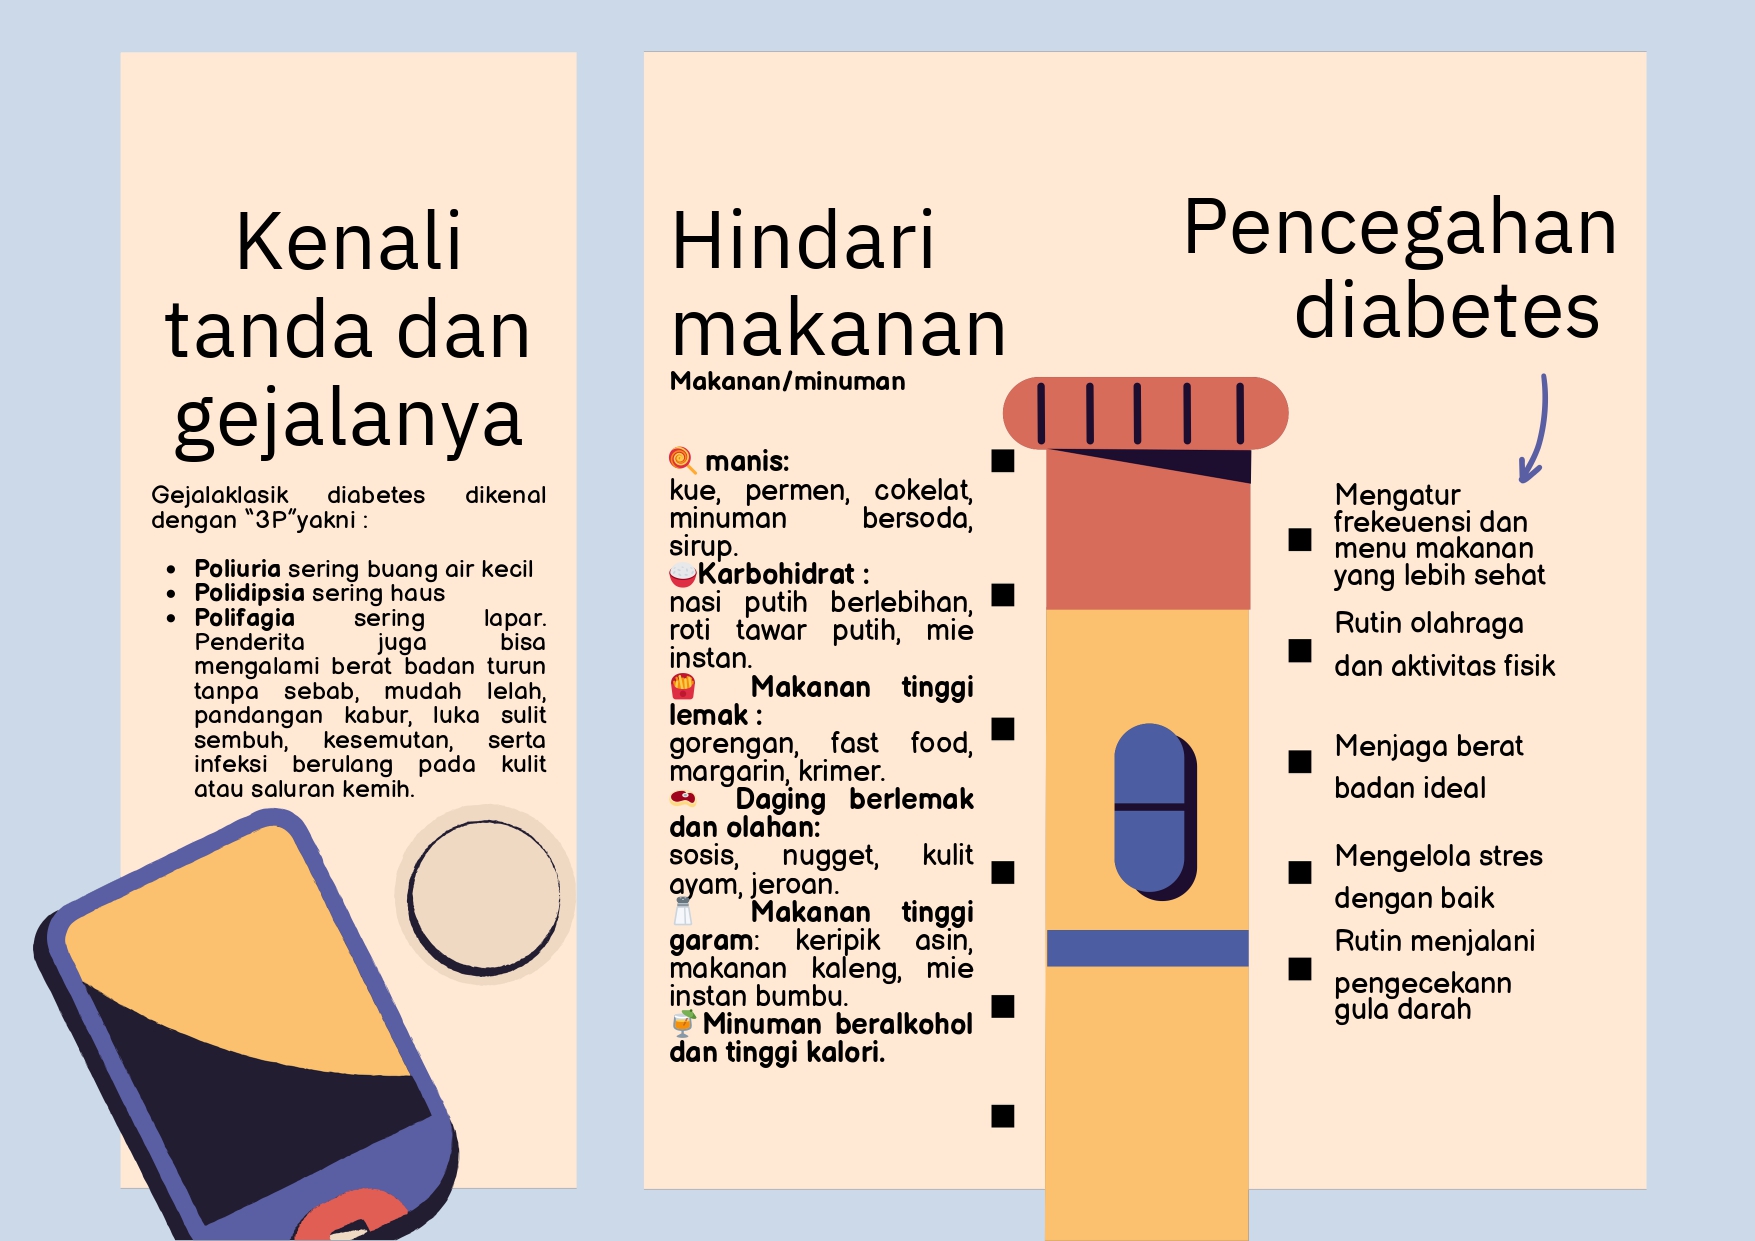 Kenali
tanda dan
gejalanya
Gejalaklasik diabetes dikenal
dengan “3P”yakni :
• Poliuria sering buang air kecil
• Polidipsia sering haus
• Polifagia sering lapar.
Penderita juga bisa
mengalami berat badan turun
tanpa sebab, mudah lelah,
pandangan kabur, luka sulit
sembuh, kesemutan, serta
infeksi berulang pada kulit
atau saluran kemih.
Hindari
makanan
Makanan/minuman
🍭 manis:
kue, permen, cokelat,
minuman bersoda,
sirup.
🍚Karbohidrat :
nasi putih berlebihan,
roti tawar putih, mie
instan.
🍟 Makanan tinggi
lemak :
gorengan, fast food,
margarin, krimer.
🥩 Daging berlemak
dan olahan:
sosis, nugget, kulit
ayam, jeroan.
🧂 Makanan tinggi
garam: keripik asin,
makanan kaleng, mie
instan bumbu.
🍹Minuman beralkohol
dan tinggi kalori.
Pencegahan
diabetes
Mengatur
frekeuensi dan
menu makanan
yang lebih sehat
Rutin olahraga
dan aktivitas fisik
Menjaga berat
badan ideal
Mengelola stres
dengan baik
Rutin menjalani
pengecekann
gula darah